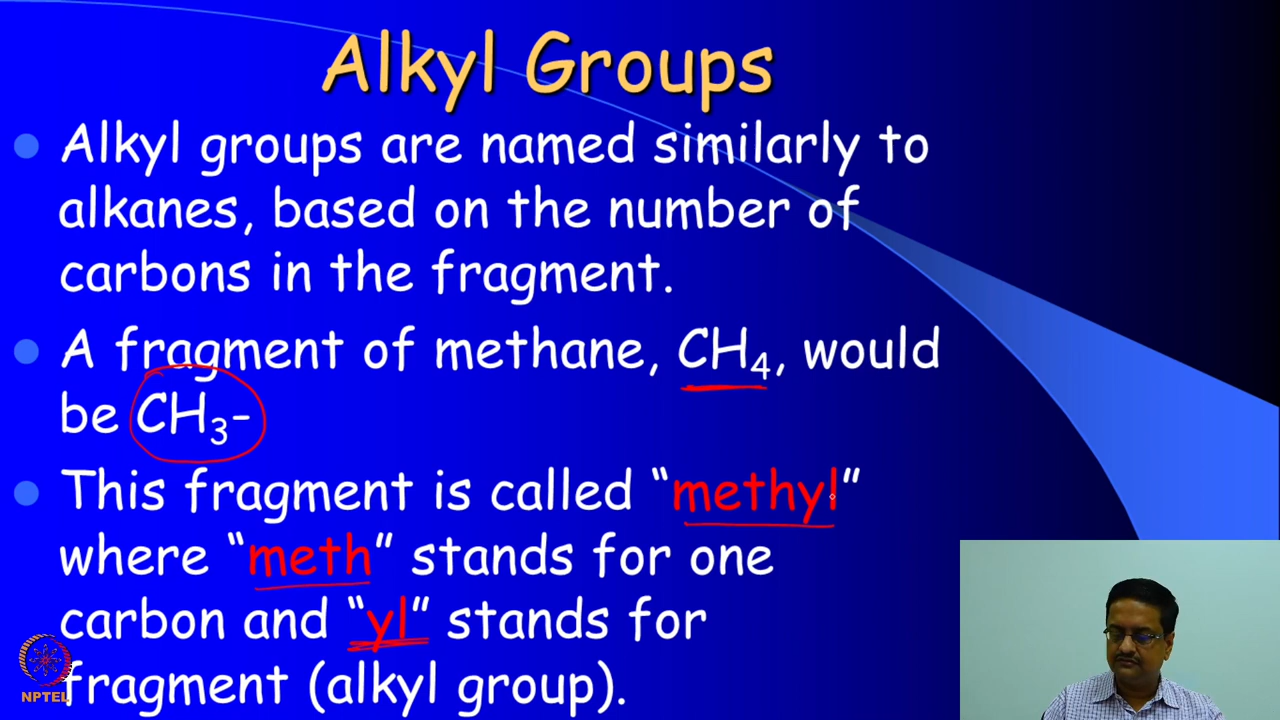 Alkyl Groups
Alkyl groups are named similarly to
alkanes, based on the number of
carbons in the fragment.
A fragment of methane, CH₄, would
be CH₃-
This fragment is called “methyl”
where “meth” stands for one
carbon and “yl” stands for
fragment (alkyl group).
NPTEL